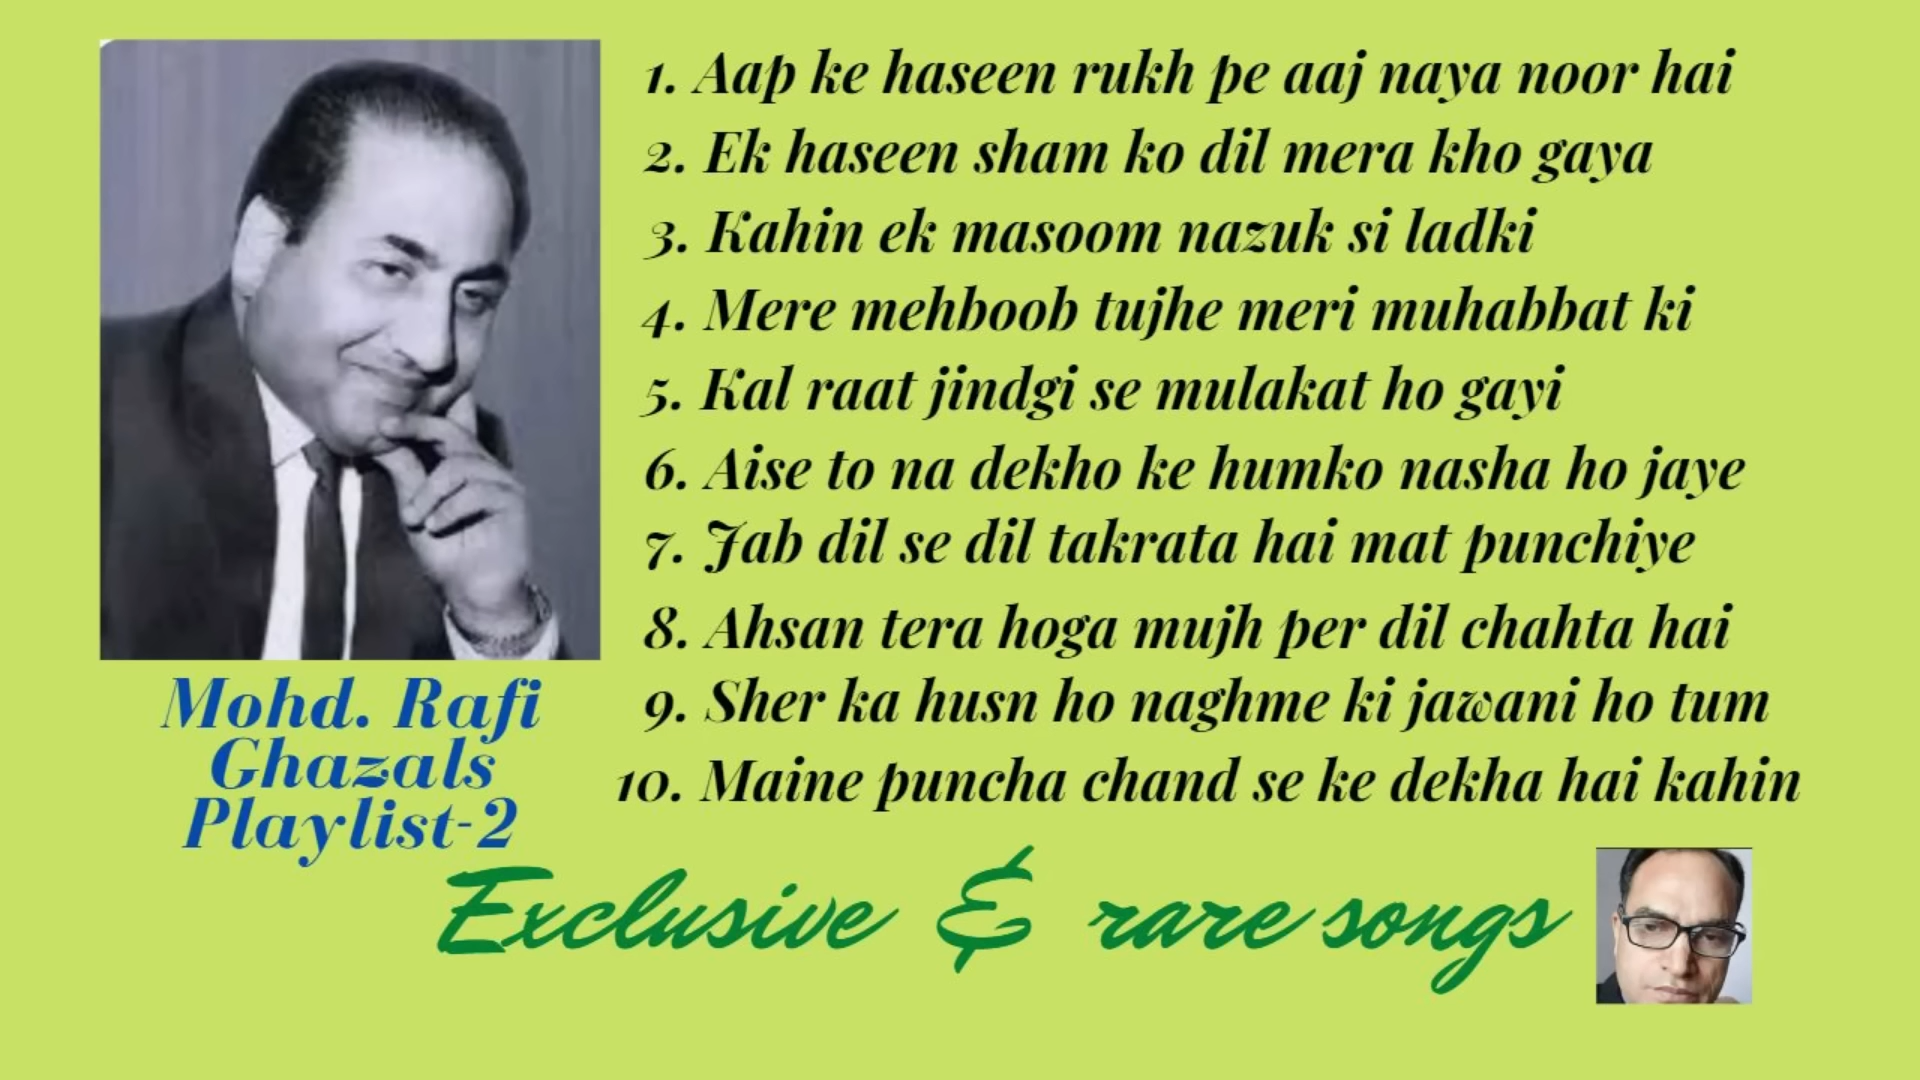 1. Aap ke haseen rukh pe aaj naya noor hai
2. Ek haseen sham ko dil mera kho gaya
3. Kahin ek masoom nazuk si ladki
4. Mere mehboob tujhe meri muhabbat ki
5. Kal raat jindgi se mulakat ho gayi
6. Aise to na dekho ke humko nasha ho jaye
7. Jab dil se dil takrata hai mat punchiye
8. Ahsan tera hoga mujh per dil chahta hai
9. Sher ka husn ho naghme ki jawani ho tum
10. Maine puncha chand se ke dekha hai kahin
Mohd. Rafi
Ghazals
Playlist-2
Exclusive & rare songs